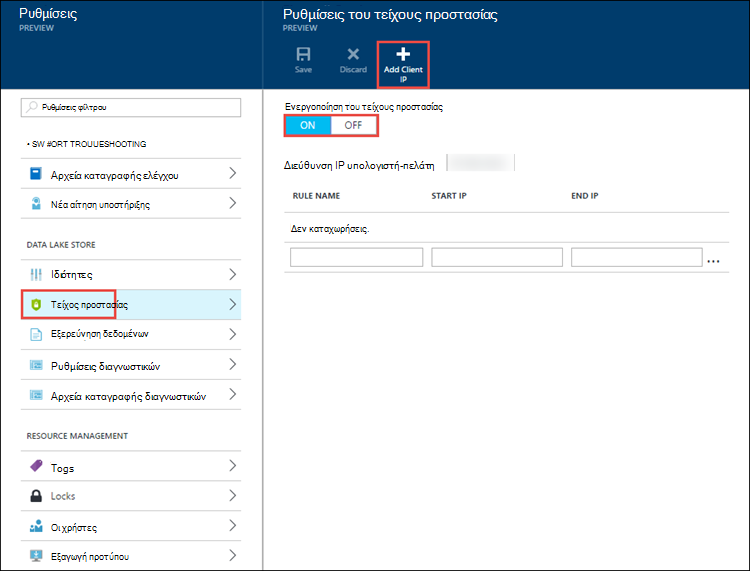 Ρυθμίσεις
PREVIEW
Ρυθμίσεις του τείχους προστασίας
PREVIEW
Save
Discard
Add Client
IP
Ρυθμίσεις φίλτρου
• SW #ORT TROUUESHOOTING
Αρχεία καταγραφής ελέγχου
Νέα αίτηση υποστήριξης
DATA LAKE STORE
Ιδιότητες
Τείχος προστασίας
Εξερεύνηση δεδομένων
Ρυθμίσεις διαγνωστικών
Αρχεία καταγραφής διαγνωστικών
RESOURCE MANAGEMENT
Togs
Locks
Οι χρήστες
Εξαγωγή προτύπου
Ενεργοποίηση του τείχους προστασίας
ON OFF
Διεύθυνση IP υπολογιστή-πελάτη
RULE NAME START IP END IP
Δεν καταχωρήσεις.
...